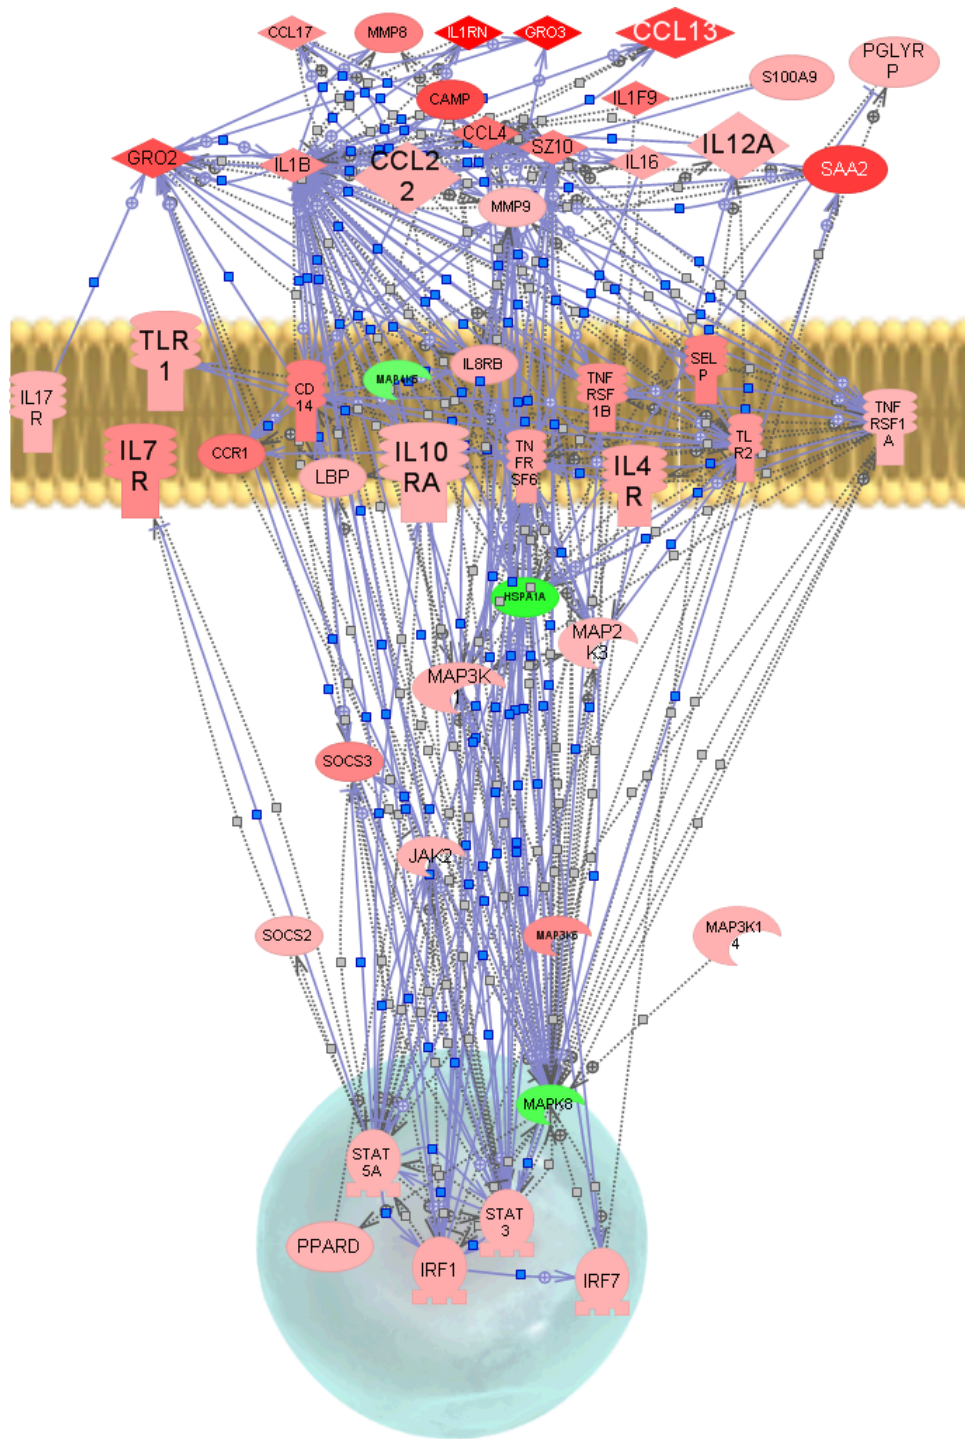 CCL17
MMP8
IL1RN
GRO3
CCL13
PGLYR
P
S100A9
CAMP
IL1F9
CCL4
SZ10
IL12A
GRO2
IL1B
CCL2
2
IL16
SAA2
MMP9
TLR
1
IL17
R
CD
14
MAP4K5
IL8RB
TNF
RSF
1B
SEL
P
TNF
RSF1
A
IL7
R
CCR1
LBP
IL10
RA
TN
FR
SF6
IL4
R
TL
R2
HSPA1A
MAP2
K3
MAP3K
1
SOCS3
JAK2
SOCS2
MAP3K5
MAP3K1
4
MAPK8
STAT
5A
STAT
3
PPARD
IRF1
IRF7